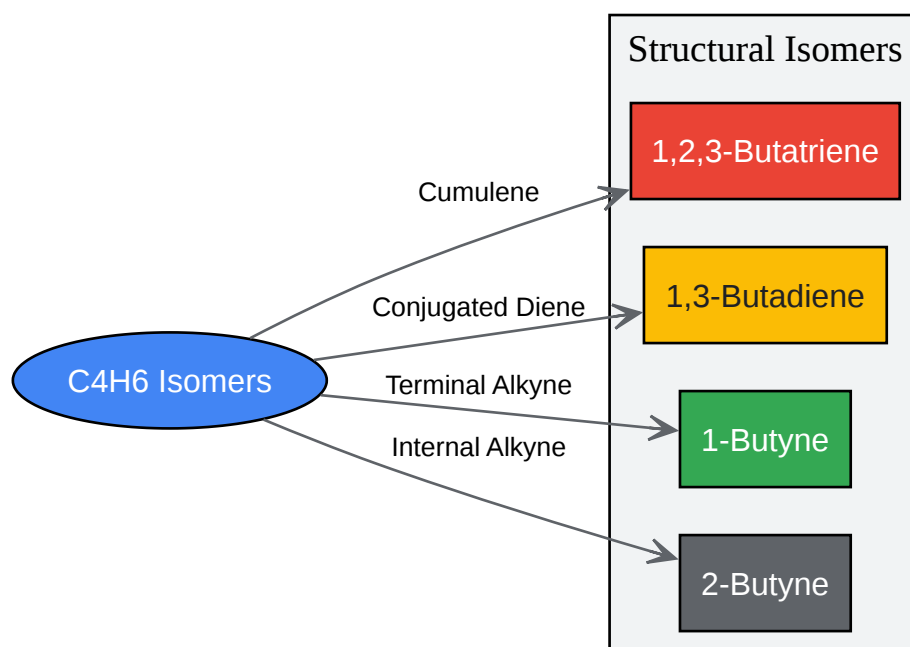 Structural Isomers
1,2,3-Butatriene
Cumulene
1,3-Butadiene
Conjugated Diene
C4H6 Isomers
Terminal Alkyne
1-Butyne
Internal Alkyne
2-Butyne